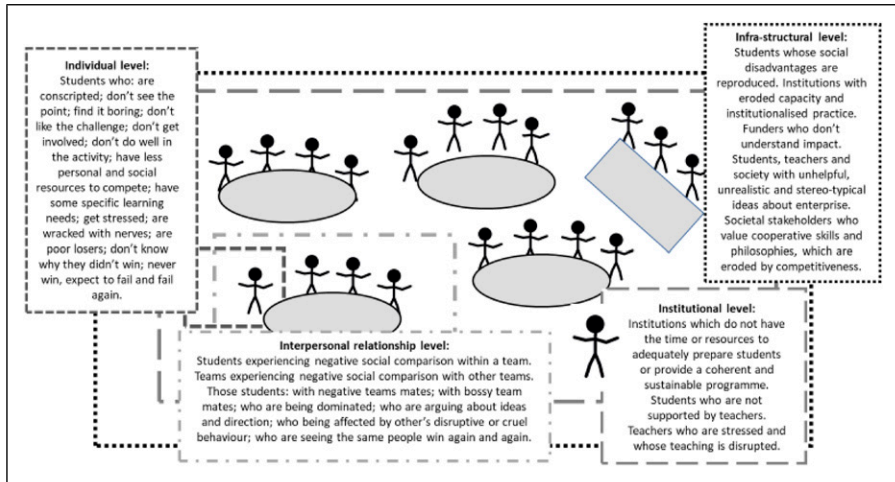 Individual level:
Students who: are
conscripted; don't see the
point; find it boring; don't
like the challenge; don't get
involved; don't do well in
the activity; have less
personal and social
resources to compete; have
some specific learning
needs; get stressed; are
wracked with nerves; are
poor losers; don't know
why they didn't win; never
win, expect to fail and fail
again.
Infra-structural level:
Students whose social
disadvantages are
reproduced. Institutions with
eroded capacity and
institutionalised practice.
Funders who don't
understand impact.
Students, teachers and
society with unhelpful,
unrealistic and stereo-typical
ideas about enterprise.
Societal stakeholders who
value cooperative skills and
philosophies, which are
eroded by competitiveness.
Interpersonal relationship level:
Students experiencing negative social comparison within a team.
Teams experiencing negative social comparison with other teams.
Those students: with negative teams mates; with bossy team
mates; who are being dominated; who are arguing about ideas
and direction; who being affected by other's disruptive or cruel
behaviour; who are seeing the same people win again and again.
Institutional level:
Institutions which do not have
the time or resources to
adequately prepare students
or provide a coherent and
sustainable programme.
Students who are not
supported by teachers.
Teachers who are stressed and
whose teaching is disrupted.